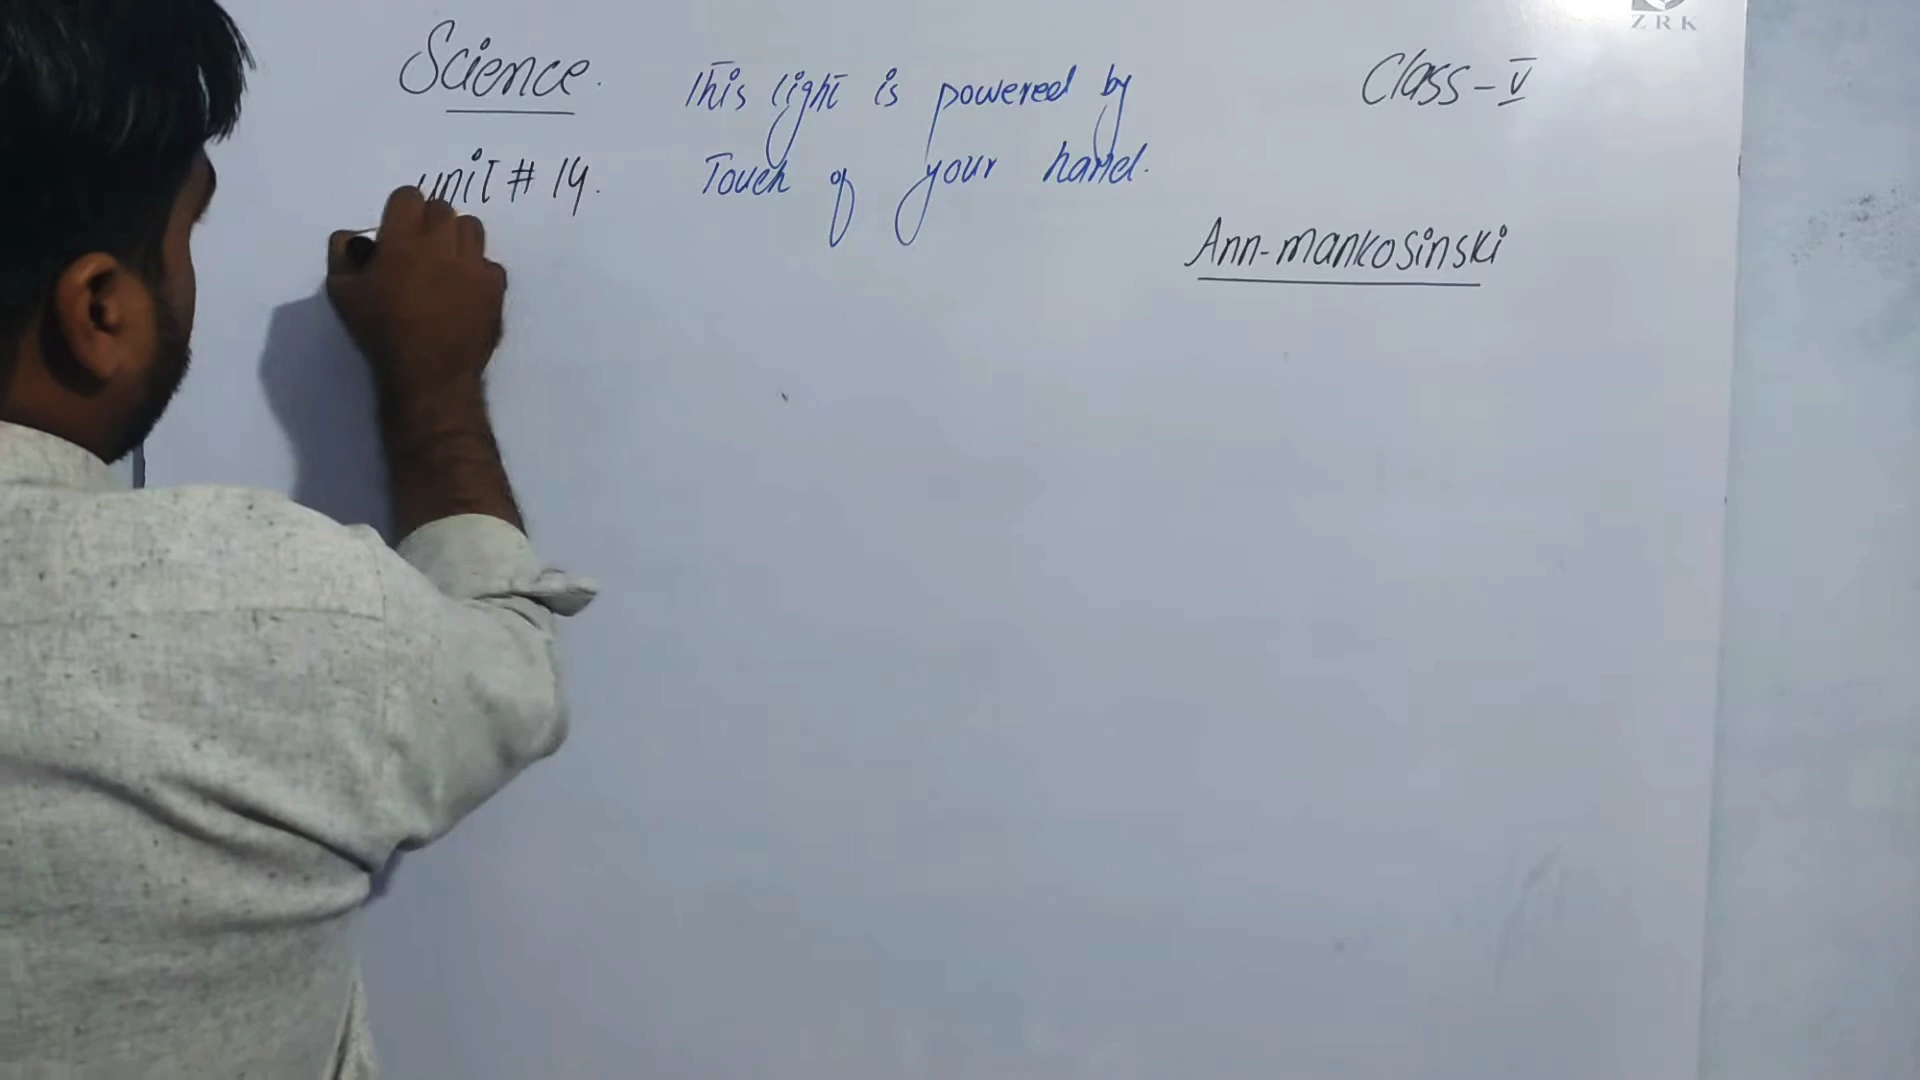 Science.
This light is powered by
Class - V
unit # 14.
Touch of your hand.
Ann-mankosinski
ZRK